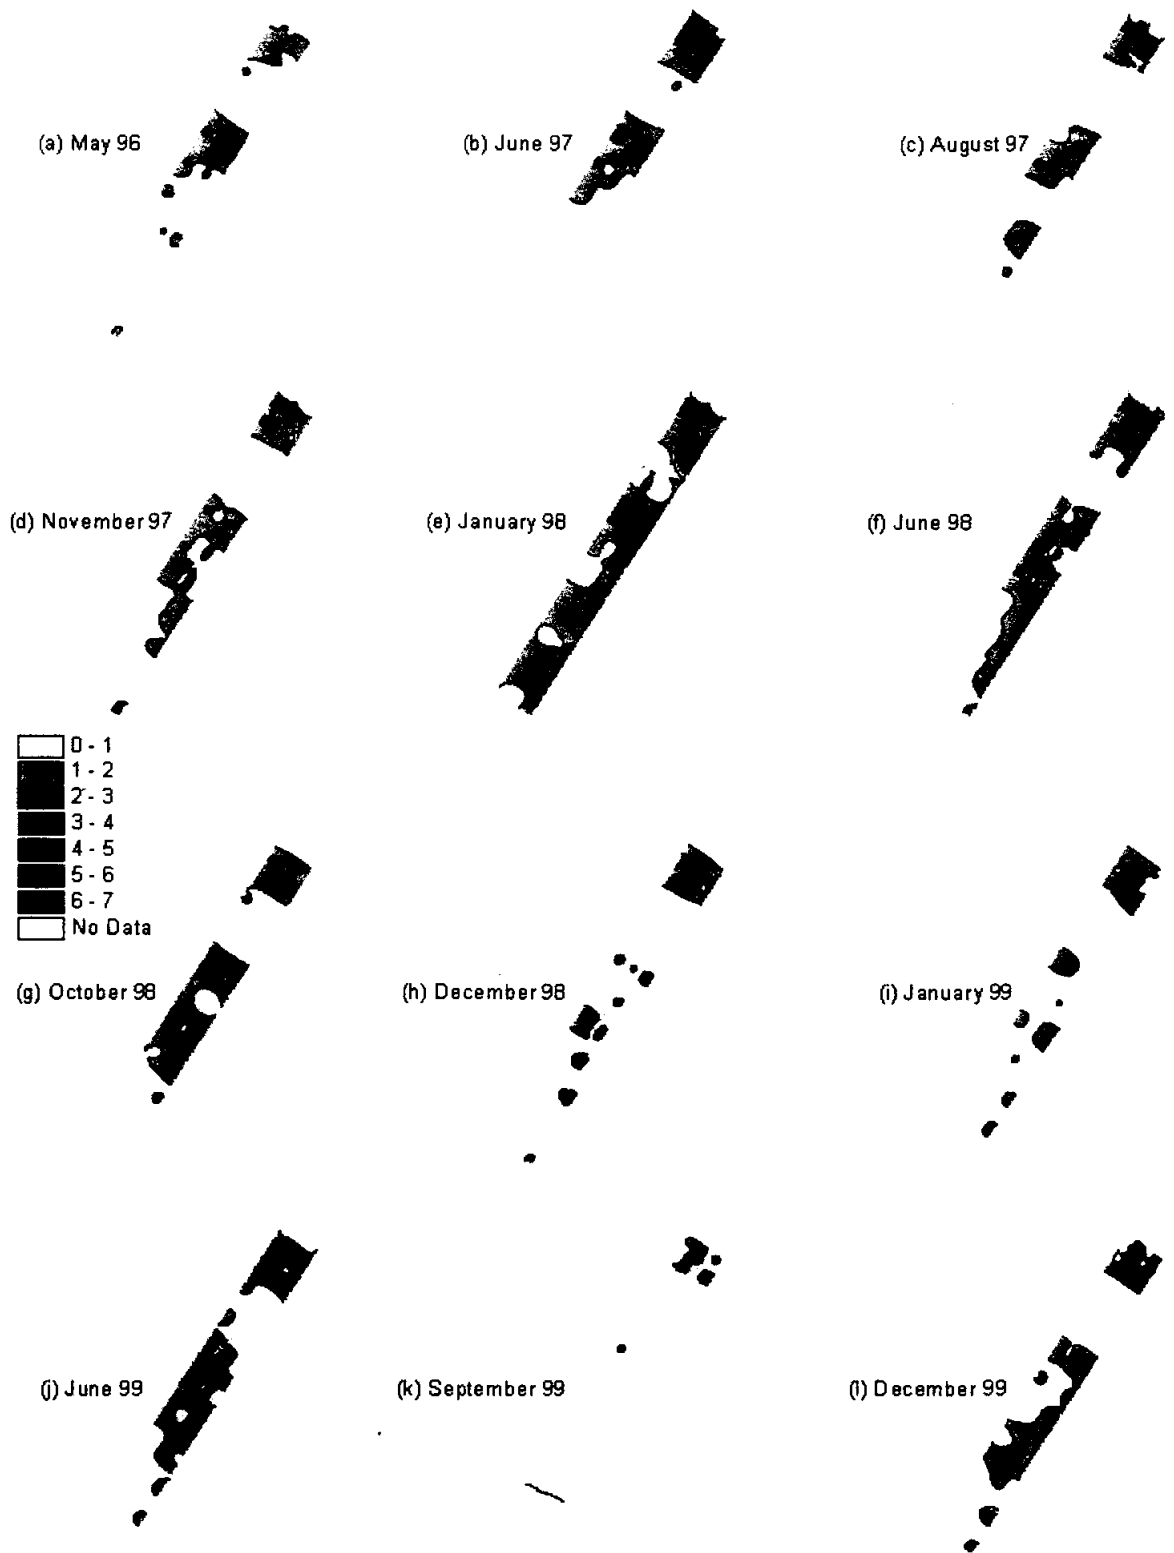 (a) May 96
(b) June 97
(c) August 97
(d) November 97
(e) January 98
(f) June 98
0 - 1
1 - 2
2 - 3
3 - 4
4 - 5
5 - 6
6 - 7
No Data
(g) October 98
(h) December 98
(i) January 99
(j) June 99
(k) September 99
(l) December 99